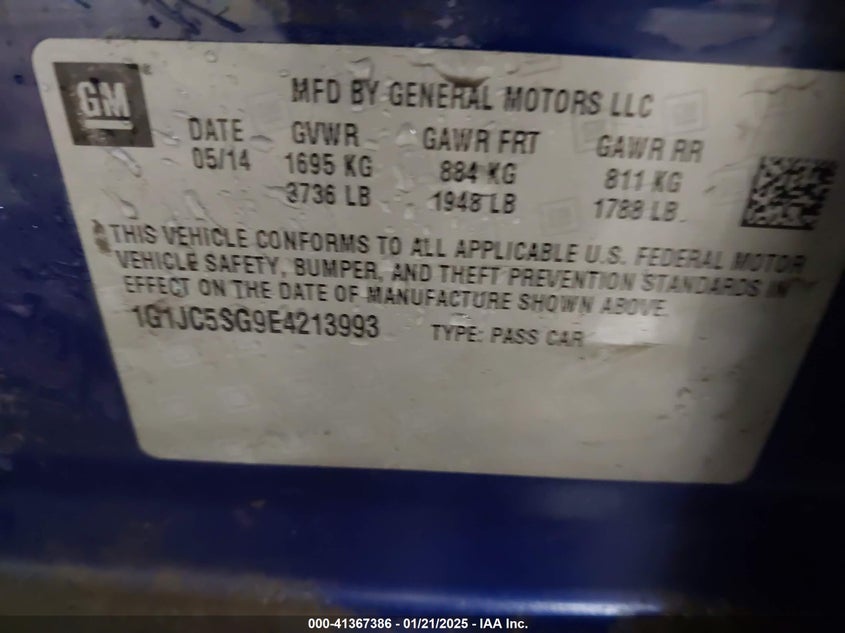 GM
MFD BY GENERAL MOTORS LLC
DATE GVWR GAWR FRT GAWR RR
05/14 1695 KG 884 KG 811 KG
3736 LB 1948 LB 1788 LB
THIS VEHICLE CONFORMS TO ALL APPLICABLE U.S. FEDERAL MOTOR
VEHICLE SAFETY, BUMPER, AND THEFT PREVENTION STANDARDS IN
EFFECT ON THE DATE OF MANUFACTURE SHOWN ABOVE.
1G1JC5SG9E4213993 TYPE: PASS CAR
000-41367386 - 01/21/2025 - IAA Inc.